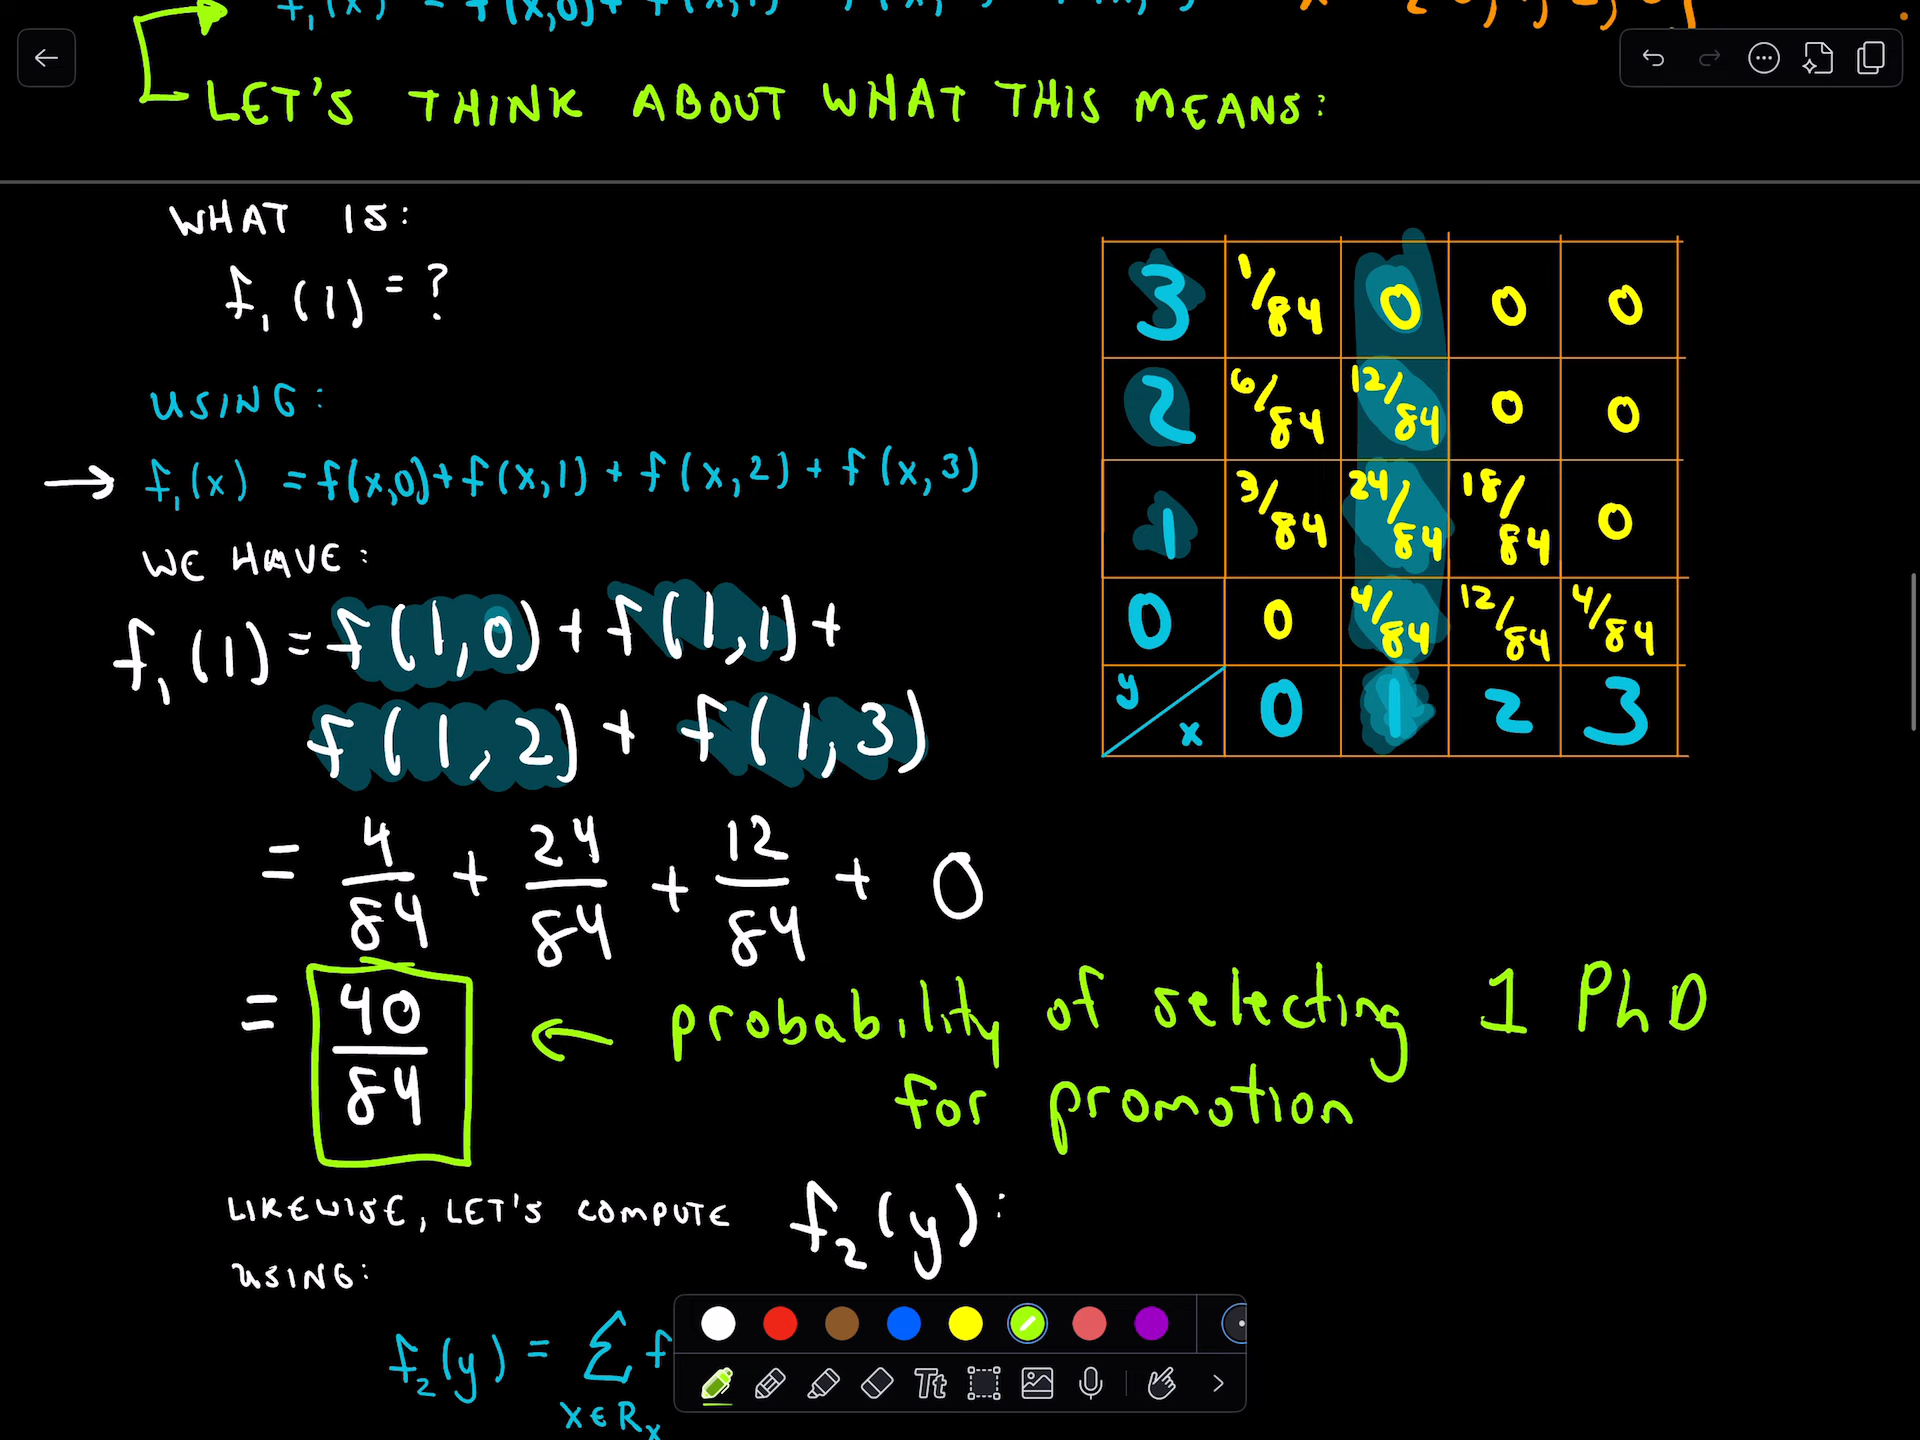 LET'S THINK ABOUT WHAT THIS MEANS:
WHAT IS:
f₁(1) = ?
USING:
→ f₁(x) = f(x,0) + f(x,1) + f(x,2) + f(x,3)
WE HAVE:
f₁(1) = f(1,0) + f(1,1) +
f(1,2) + f(1,3)
= 4/84 + 24/84 + 12/84 + 0
= 40/84 ← probability of selecting 1 PhD
for promotion
LIKEWISE, LET'S COMPUTE f₂(y):
USING:
f₂(y) = Σ f
x∈Rₓ
3 1/84 0 0 0
2 6/84 12/84 0 0
1 3/84 24/84 18/84 0
0 0 4/84 12/84 4/84
y x 0 1 2 3
Tt